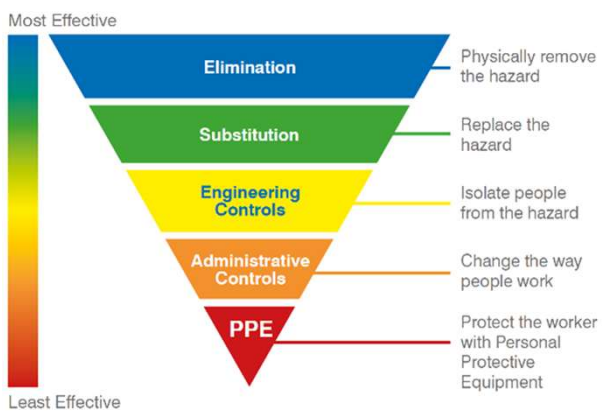 Most Effective
Elimination
Physically remove
the hazard
Substitution
Replace the
hazard
Engineering
Controls
Isolate people
from the hazard
Administrative
Controls
Change the way
people work
PPE
Protect the worker
with Personal
Protective
Equipment
Least Effective